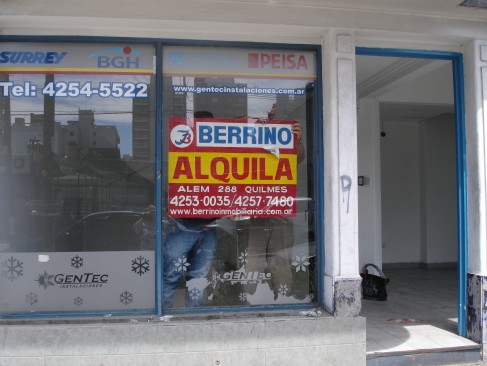 SURREY
BGH
PEISA
Tel: 4254-5522
www.gentecinstalaciones.com.ar
BERRINO
ALQUILA
ALEM 288 QUILMES
4253-0035/4257-7480
www.berrinoinmobiliaria.com.ar
GENTEC
INSTALACIONES
GENTEC